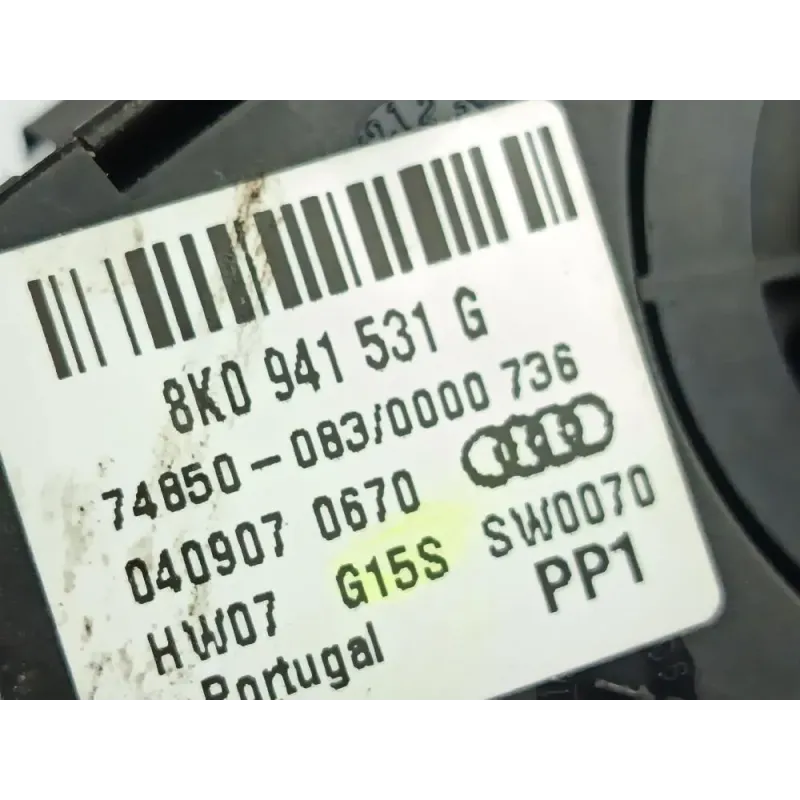 8K0 941 531 G
74850-083/0000 736
040907 0670
HW07 G15S SW0070
Portugal PP1